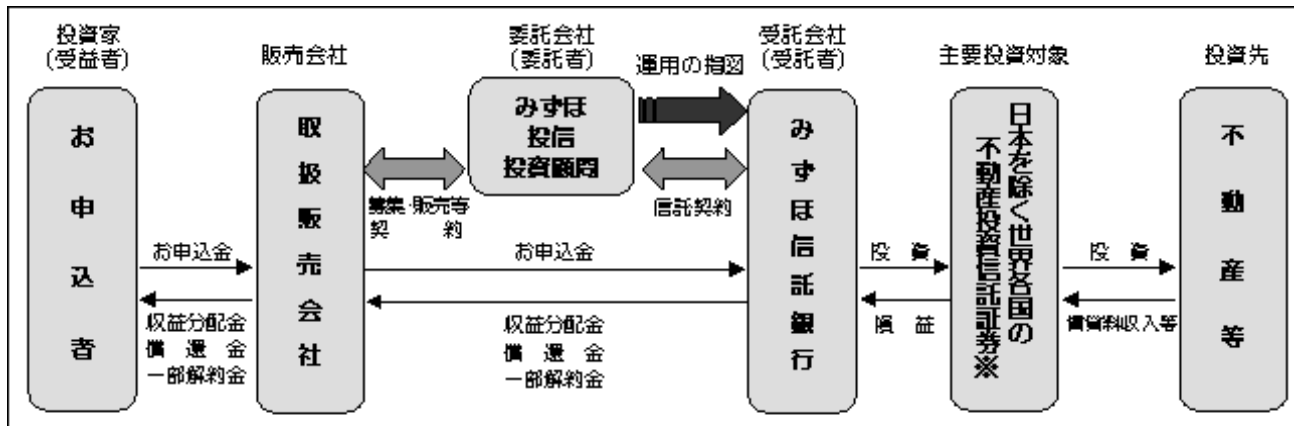 投資家
(受益者)
販売会社
委託会社
(委託者)
受託会社
(受託者)
主要投資対象
投資先
お申込者
取扱販売会社
みずほ
投信
投資顧問
運用の指図
みずほ信託銀行
日本を除く世界各国の
不動産投資信託証券※
不動産等
募集・販売等
契　約
信託契約
お申込金
お申込金
投　資
投　資
収益分配金
償　還　金
一部解約金
収益分配金
償　還　金
一部解約金
損　益
賃貸料収入等